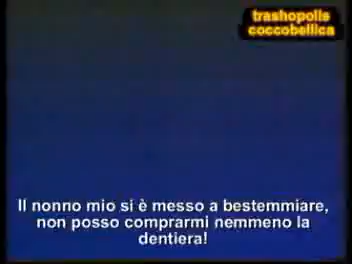 trashopolis
coccobellica
Il nonno mio si è messo a bestemmiare,
non posso comprarmi nemmeno la
dentiera!